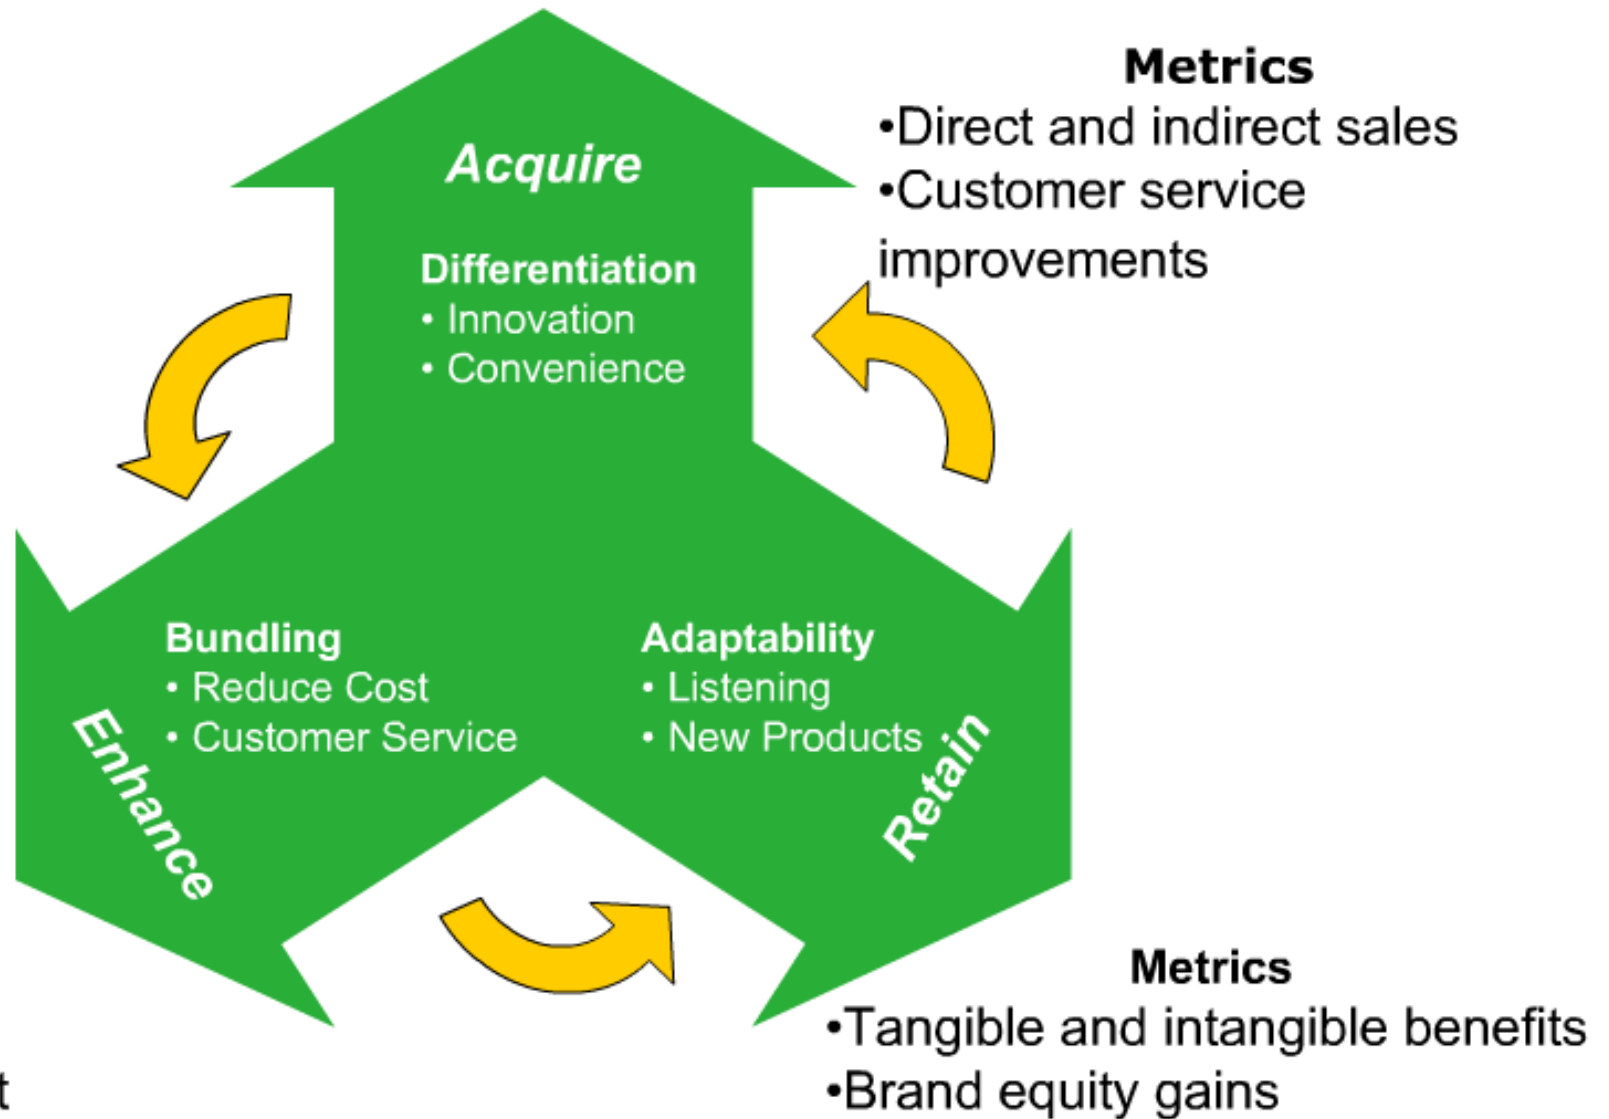 Metrics
•Direct and indirect sales
•Customer service
improvements
Acquire
Differentiation
• Innovation
• Convenience
Bundling
• Reduce Cost
• Customer Service
Enhance
Adaptability
• Listening
• New Products
Retain
Metrics
•Tangible and intangible benefits
•Brand equity gains